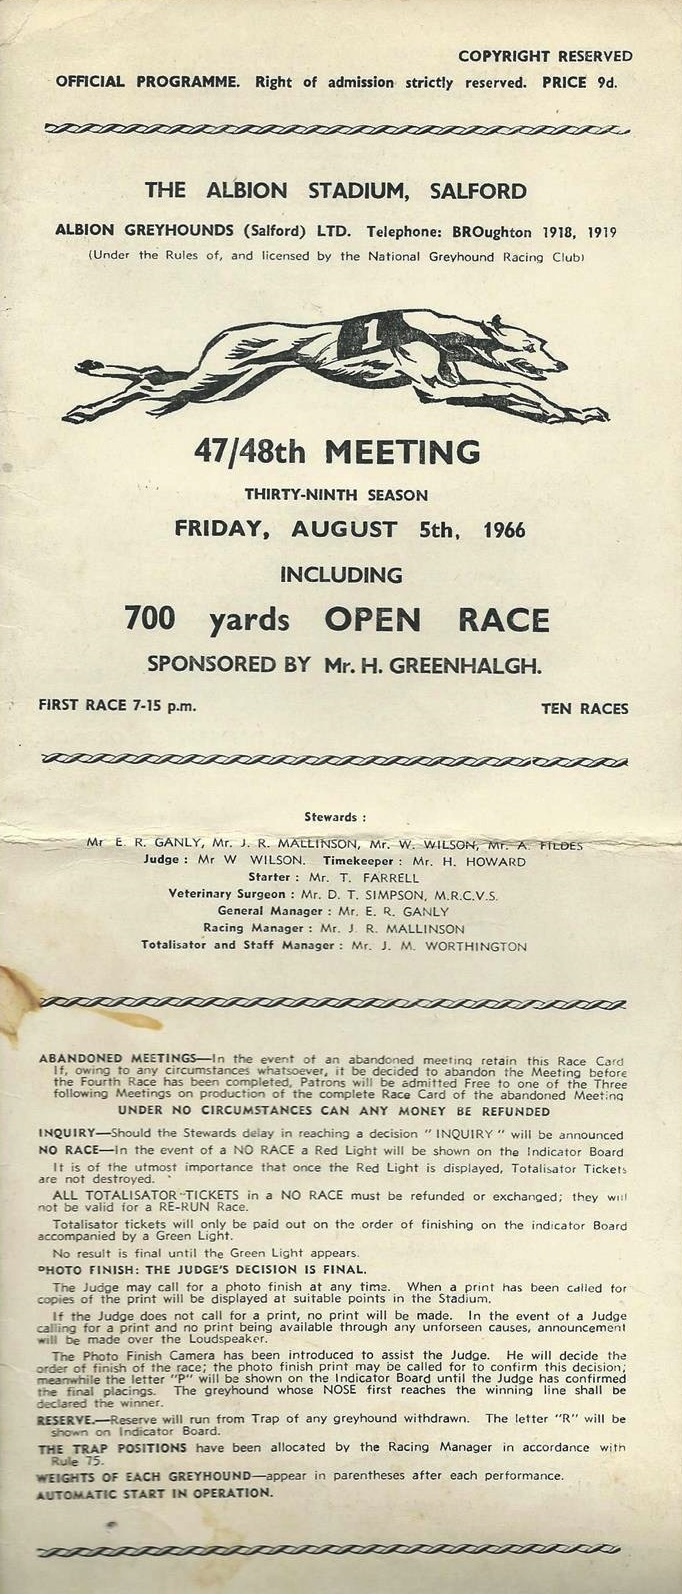 COPYRIGHT RESERVED
OFFICIAL PROGRAMME. Right of admission strictly reserved. PRICE 9d.
THE ALBION STADIUM, SALFORD
ALBION GREYHOUNDS (Salford) LTD. Telephone: BROughton 1918, 1919
(Under the Rules of, and licensed by the National Greyhound Racing Club)
1
47/48th MEETING
THIRTY-NINTH SEASON
FRIDAY, AUGUST 5th, 1966
INCLUDING
700 yards OPEN RACE
SPONSORED BY Mr. H. GREENHALGH.
FIRST RACE 7-15 p.m. TEN RACES
Stewards :
Mr E. R. GANLY, Mr. J. R. MALLINSON, Mr. W. WILSON, Mr. A. FILDES
Judge : Mr W WILSON. Timekeeper : Mr. H. HOWARD
Starter : Mr. T. FARRELL
Veterinary Surgeon : Mr. D. T. SIMPSON, M.R.C.V.S.
General Manager : Mr. E. R. GANLY
Racing Manager : Mr. J. R. MALLINSON
Totalisator and Staff Manager : Mr. J. M. WORTHINGTON
ABANDONED MEETINGS—In the event of an abandoned meeting retain this Race Card
If, owing to any circumstances whatsoever, it be decided to abandon the Meeting before
the Fourth Race has been completed, Patrons will be admitted Free to one of the Three
following Meetings on production of the complete Race Card of the abandoned Meeting
UNDER NO CIRCUMSTANCES CAN ANY MONEY BE REFUNDED
INQUIRY—Should the Stewards delay in reaching a decision "INQUIRY" will be announced
NO RACE—In the event of a NO RACE a Red Light will be shown on the Indicator Board
It is of the utmost importance that once the Red Light is displayed, Totalisator Tickets
are not destroyed.
ALL TOTALISATOR TICKETS in a NO RACE must be refunded or exchanged; they will
not be valid for a RE-RUN Race.
Totalisator tickets will only be paid out on the order of finishing on the indicator Board
accompanied by a Green Light.
No result is final until the Green Light appears.
PHOTO FINISH: THE JUDGE'S DECISION IS FINAL.
The Judge may call for a photo finish at any time. When a print has been called for
copies of the print will be displayed at suitable points in the Stadium.
If the Judge does not call for a print, no print will be made. In the event of a Judge
calling for a print and no print being available through any unforseen causes, announcement
will be made over the Loudspeaker.
The Photo Finish Camera has been introduced to assist the Judge. He will decide the
order of finish of the race; the photo finish print may be called for to confirm this decision;
meanwhile the letter "P" will be shown on the Indicator Board until the Judge has confirmed
the final placings. The greyhound whose NOSE first reaches the winning line shall be
declared the winner.
RESERVE.—Reserve will run from Trap of any greyhound withdrawn. The letter "R" will be
shown on Indicator Board.
THE TRAP POSITIONS have been allocated by the Racing Manager in accordance with
Rule 75.
WEIGHTS OF EACH GREYHOUND—appear in parentheses after each performance.
AUTOMATIC START IN OPERATION.